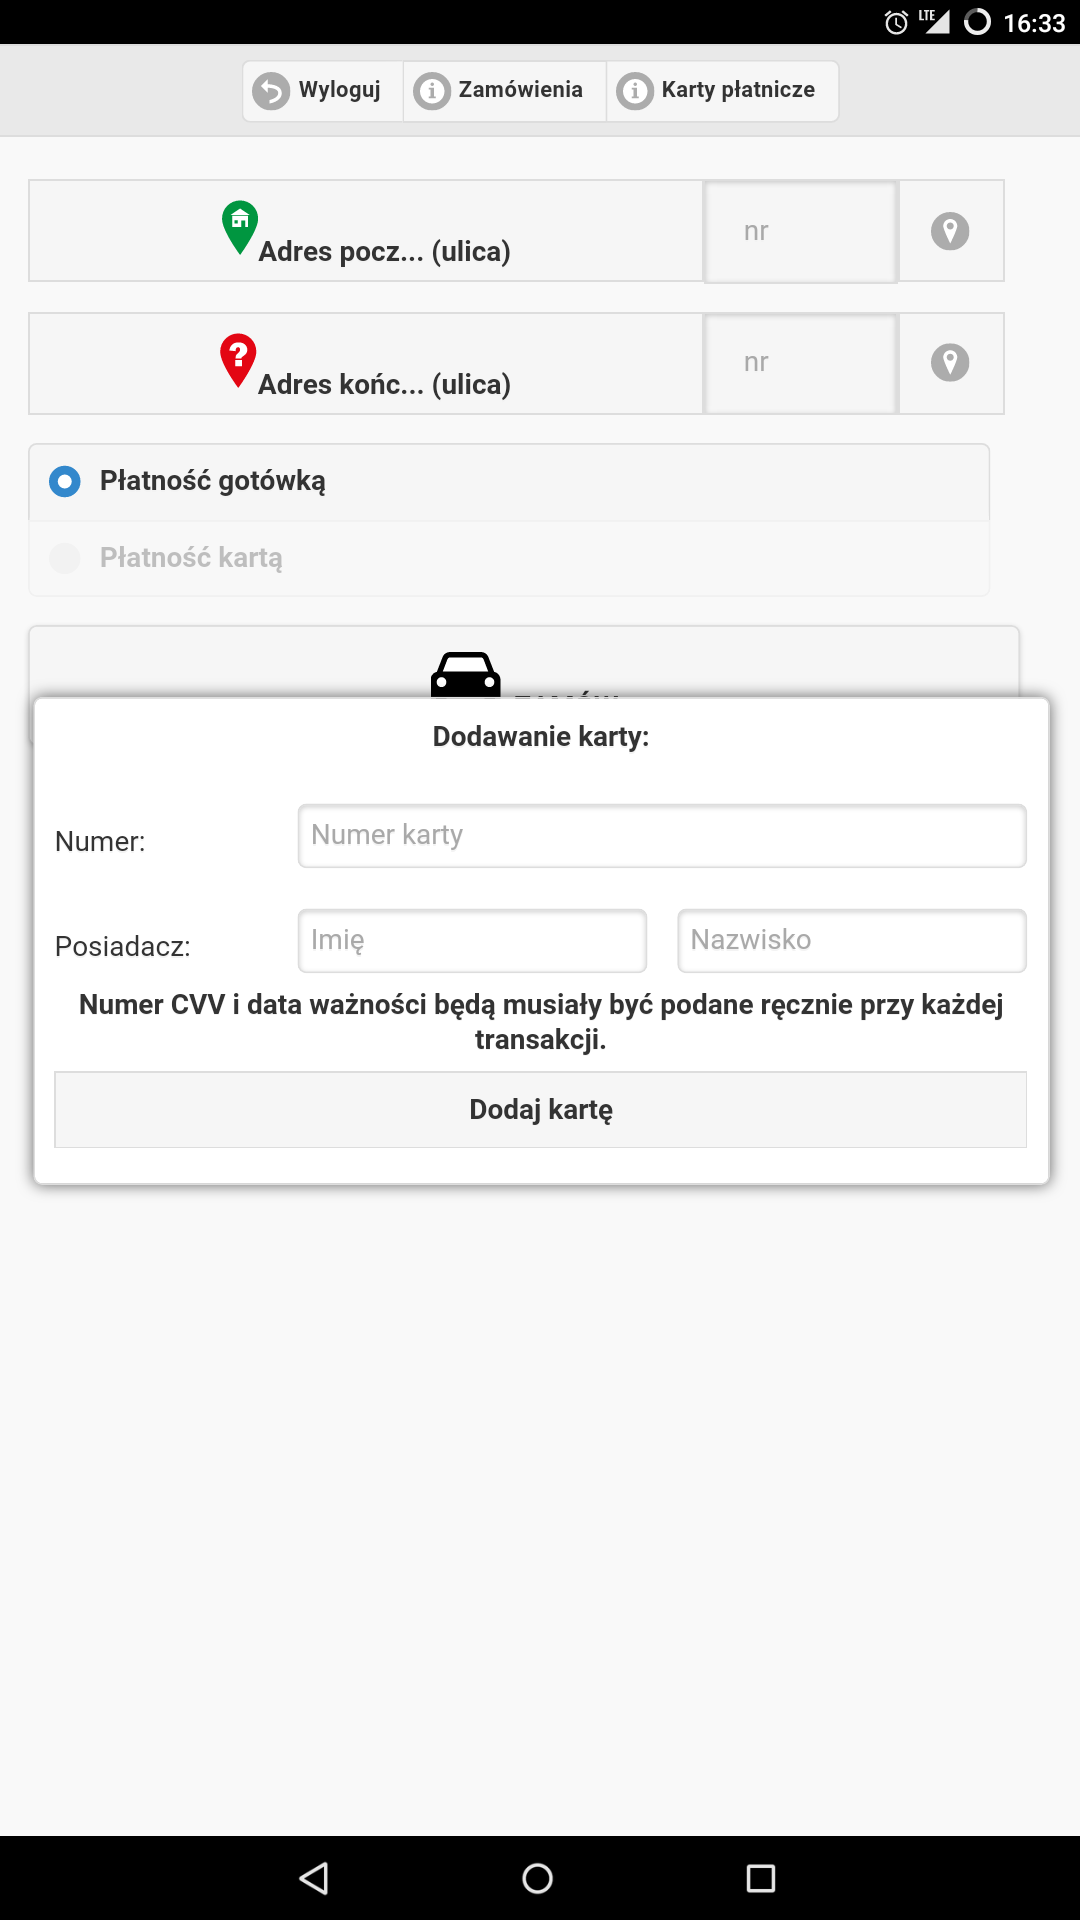 LTE 16:33
Wyloguj Zamówienia Karty płatnicze
Adres pocz... (ulica) nr
Adres końc... (ulica) nr
Płatność gotówką
Płatność kartą
Dodawanie karty:
Numer: Numer karty
Posiadacz: Imię Nazwisko
Numer CVV i data ważności będą musiały być podane ręcznie przy każdej
transakcji.
Dodaj kartę